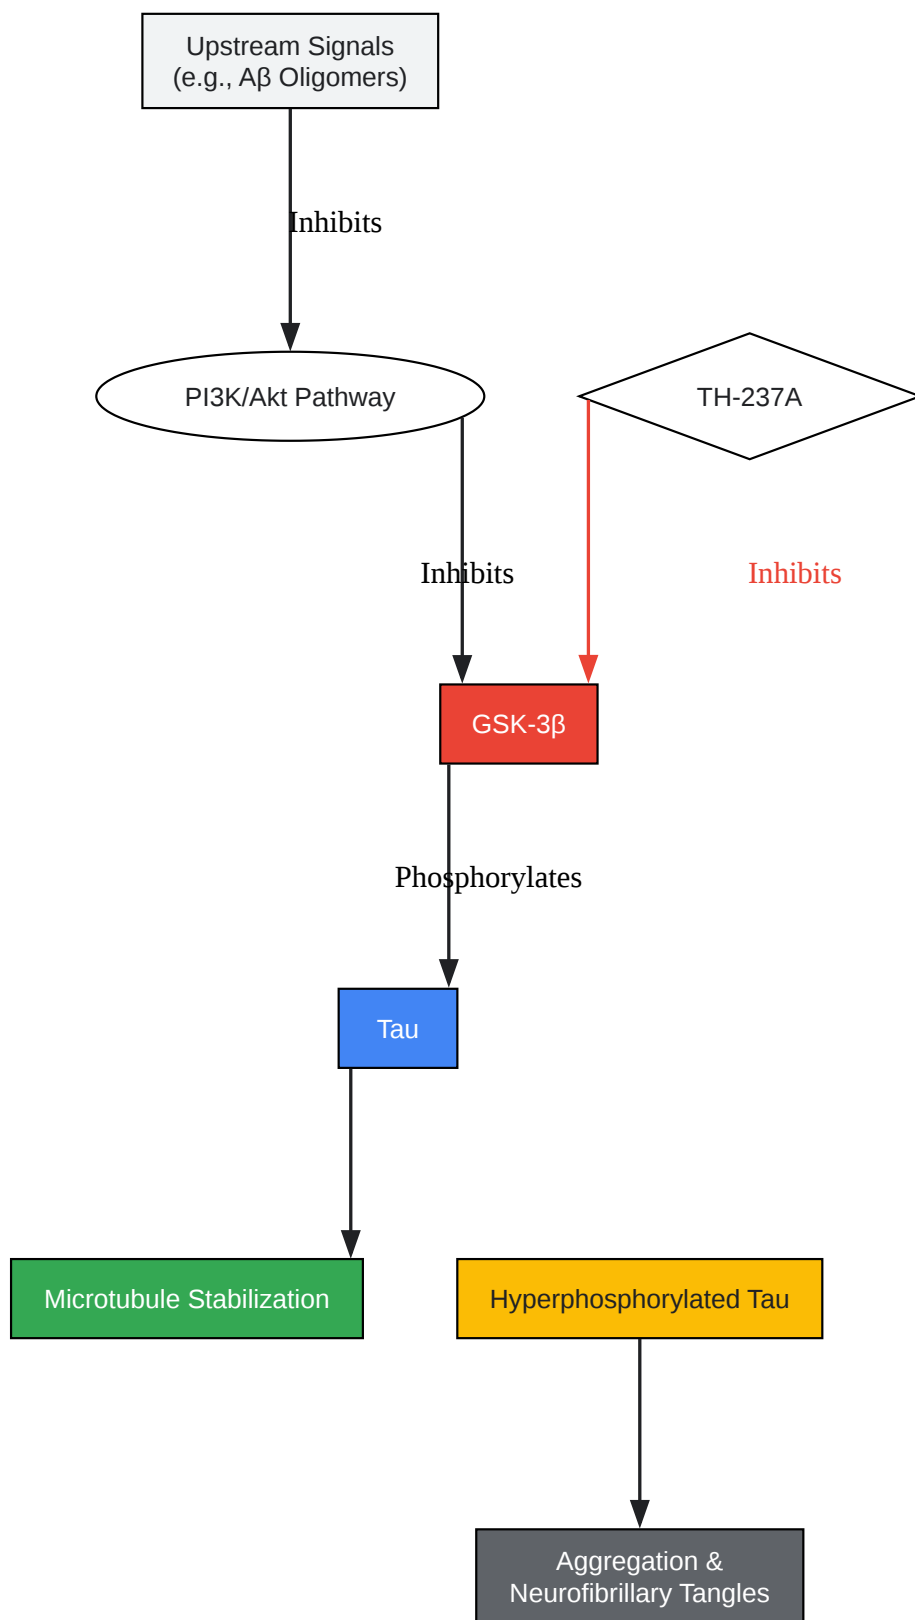 Upstream Signals
(e.g., Aβ Oligomers)
Inhibits
PI3K/Akt Pathway
TH-237A
Inhibits
Inhibits
GSK-3β
Phosphorylates
Tau
Microtubule Stabilization
Hyperphosphorylated Tau
Aggregation &
Neurofibrillary Tangles